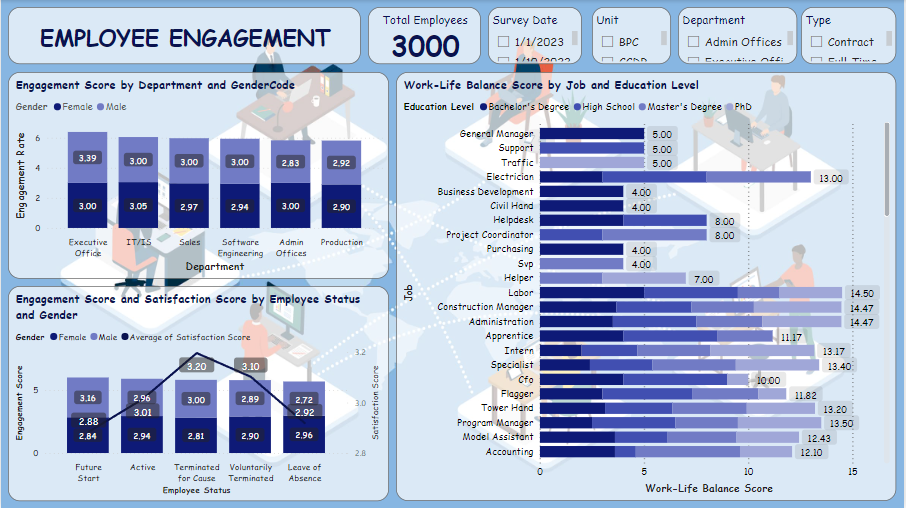 EMPLOYEE ENGAGEMENT
Total Employees
3000
Survey Date
1/1/2023
Unit
BPC
Department
Admin Offices
Type
Contract
Engagement Score by Department and GenderCode
Gender Female Male
Engagement Rate
6
4
2
0
3.39 3.00 3.00 3.00 2.83 2.92
3.00 3.05 2.97 2.94 3.00 2.90
Executive Office
IT/IS
Sales
Software Engineering
Admin Offices
Production
Department
Engagement Score and Satisfaction Score by Employee Status
and Gender
Gender Female Male Average of Satisfaction Score
Engagement Score
5
0
3.2
3.0
2.8
Satisfaction Score
3.20 3.10
3.16 2.96 3.00 2.89 2.72
2.88 3.01 2.92
2.84 2.94 2.81 2.90 2.96
Future Start
Active
Terminated for Cause
Voluntarily Terminated
Leave of Absence
Employee Status
Work-Life Balance Score by Job and Education Level
Education Level Bachelor's Degree High School Master's Degree PhD
Job
General Manager 5.00
Support 5.00
Traffic 5.00
Electrician 13.00
Business Development 4.00
Civil Hand 4.00
Helpdesk 8.00
Project Coordinator 8.00
Purchasing 4.00
Svp 4.00
Helper 7.00
Labor 14.50
Construction Manager 14.47
Administration 14.47
Apprentice 11.17
Intern 13.17
Specialist 13.40
Cfo 10.00
Flagger 11.82
Tower Hand 13.20
Program Manager 13.50
Model Assistant 12.43
Accounting 12.10
0 5 10 15
Work-Life Balance Score